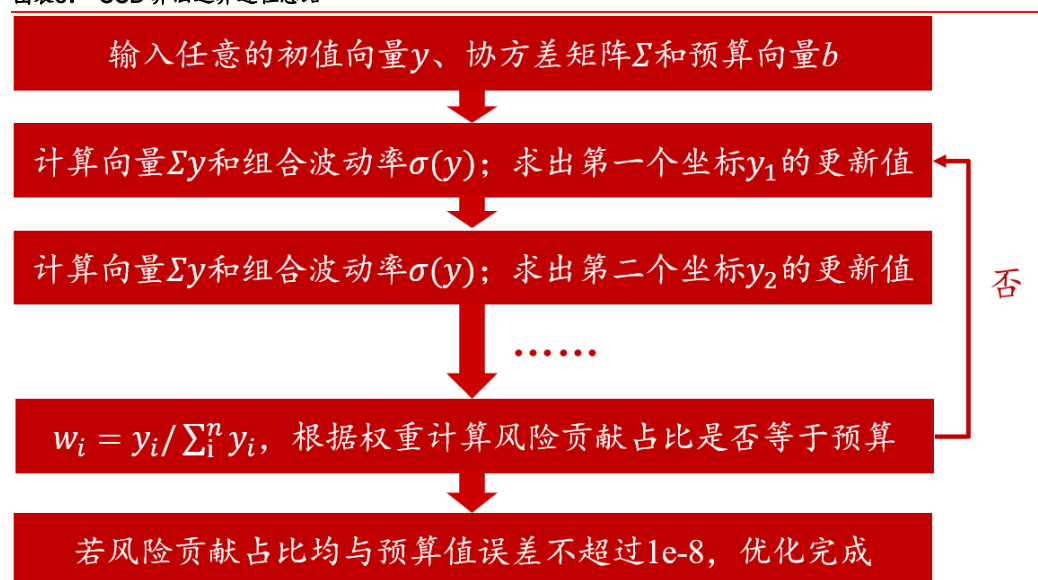 输入任意的初值向量y、协方差矩阵Σ和预算向量b
计算向量Σy和组合波动率σ(y)；求出第一个坐标y₁的更新值
计算向量Σy和组合波动率σ(y)；求出第二个坐标y₂的更新值
否
……
wᵢ = yᵢ/∑ᵢⁿ yᵢ，根据权重计算风险贡献占比是否等于预算
若风险贡献占比均与预算值误差不超过1e-8，优化完成